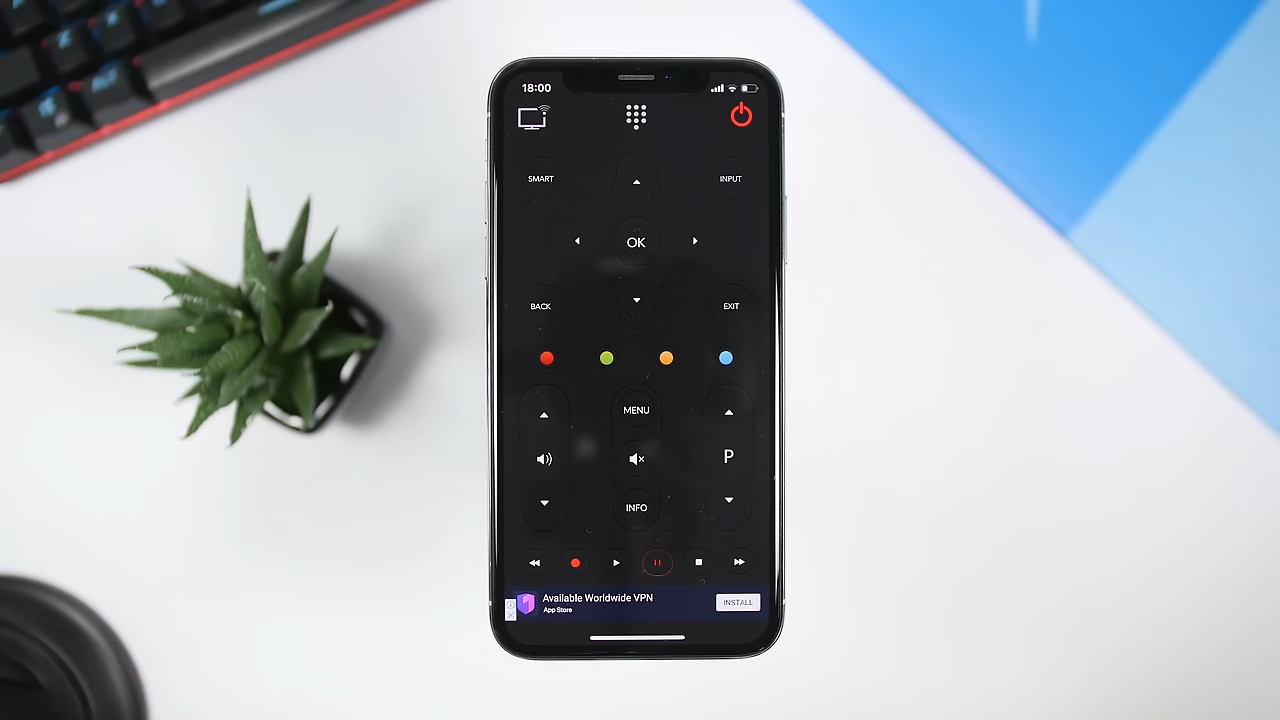 18:00
SMART
INPUT
OK
BACK
EXIT
MENU
P
INFO
Available Worldwide VPN
App Store
INSTALL